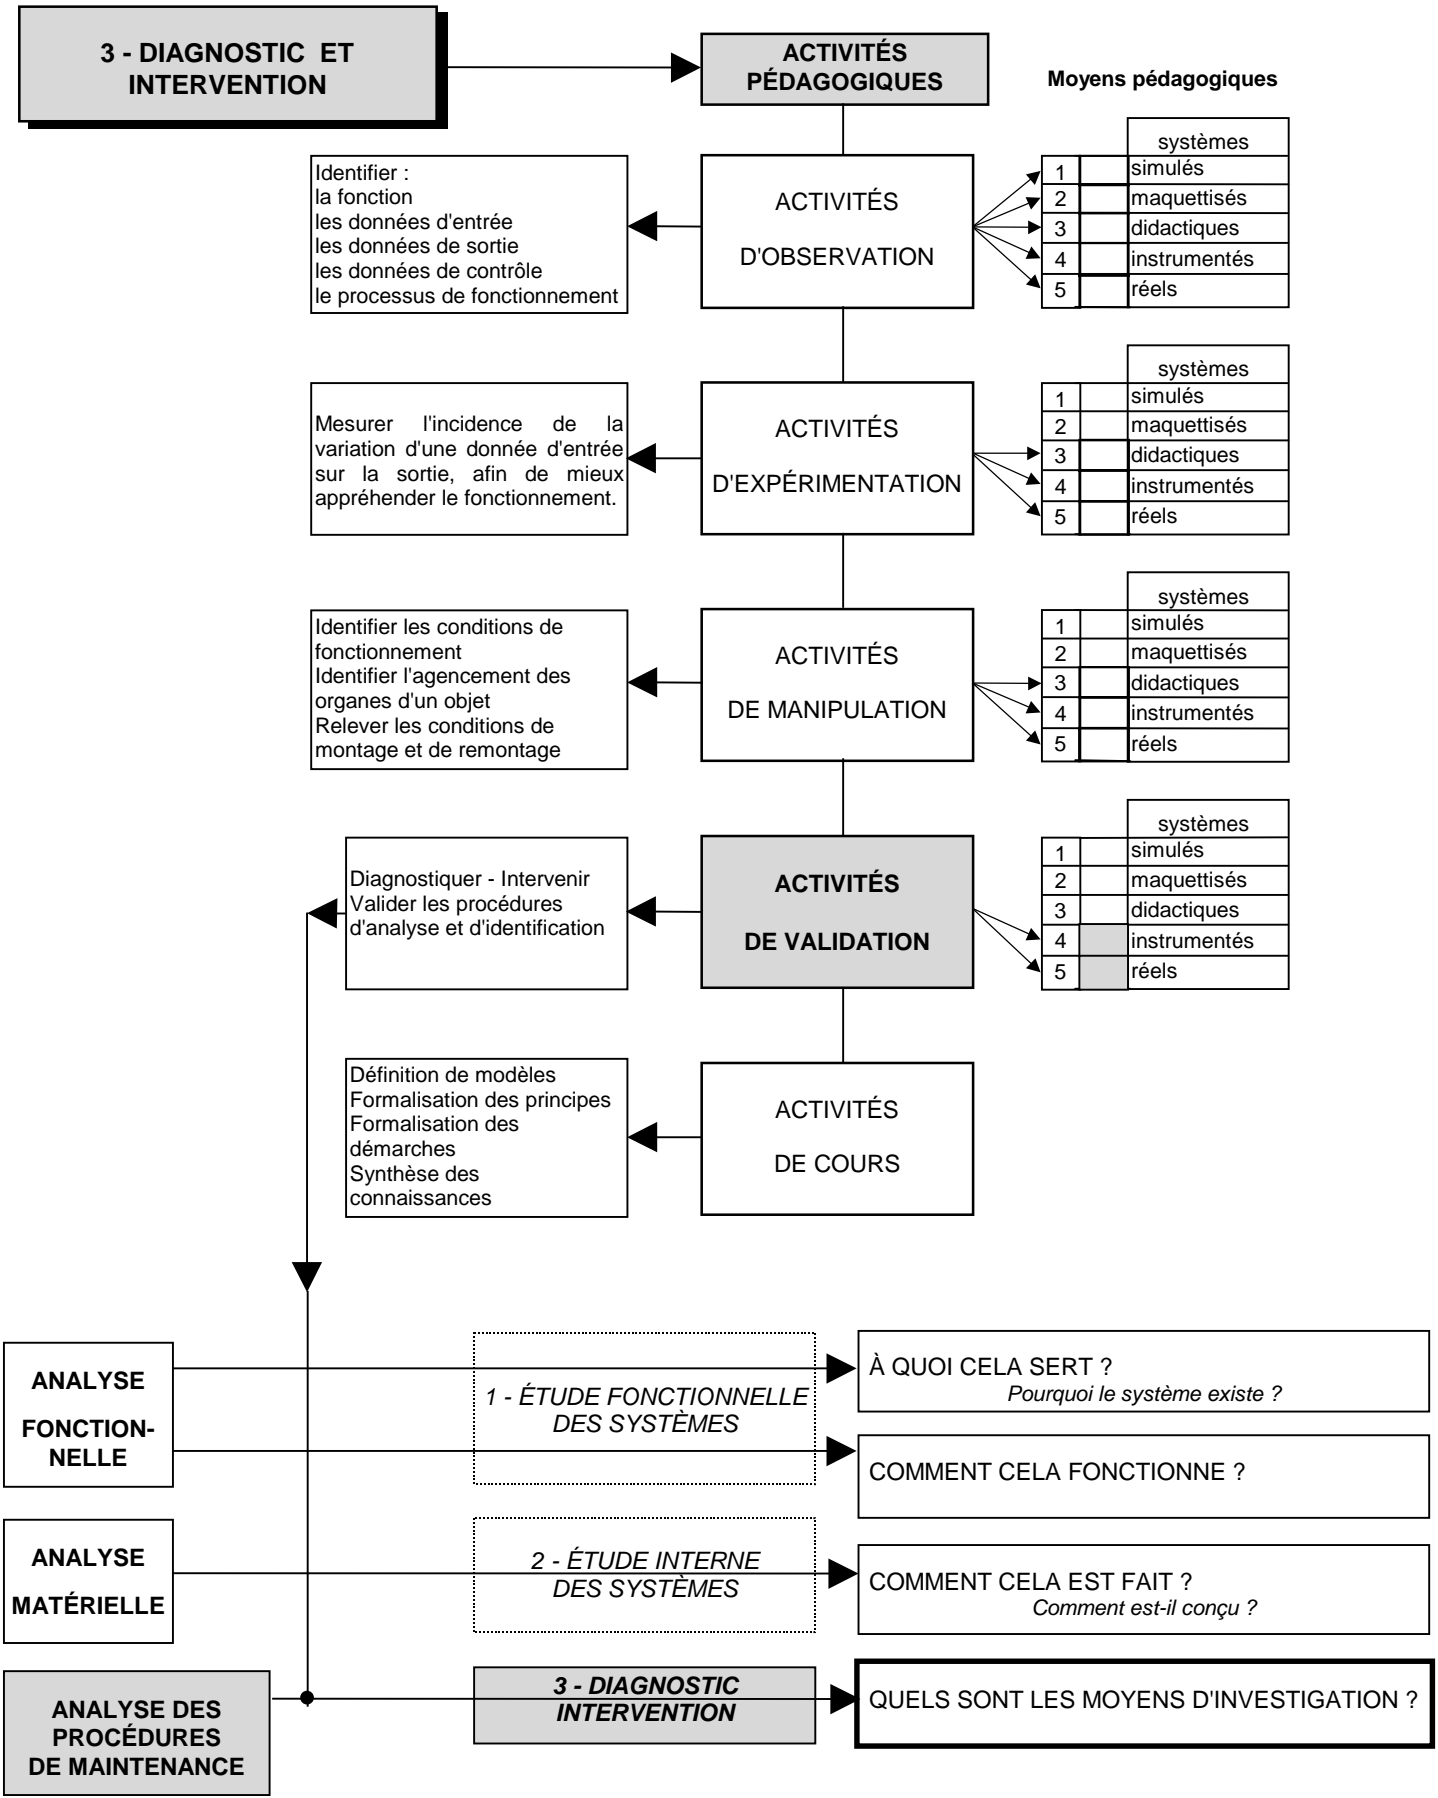 3 - DIAGNOSTIC ET
INTERVENTION
ACTIVITÉS
PÉDAGOGIQUES
Moyens pédagogiques
Identifier :
la fonction
les données d'entrée
les données de sortie
les données de contrôle
le processus de fonctionnement
ACTIVITÉS
D'OBSERVATION
systèmes
1 simulés
2 maquettisés
3 didactiques
4 instrumentés
5 réels
Mesurer l'incidence de la
variation d'une donnée d'entrée
sur la sortie, afin de mieux
appréhender le fonctionnement.
ACTIVITÉS
D'EXPÉRIMENTATION
systèmes
1 simulés
2 maquettisés
3 didactiques
4 instrumentés
5 réels
Identifier les conditions de
fonctionnement
Identifier l'agencement des
organes d'un objet
Relever les conditions de
montage et de remontage
ACTIVITÉS
DE MANIPULATION
systèmes
1 simulés
2 maquettisés
3 didactiques
4 instrumentés
5 réels
Diagnostiquer - Intervenir
Valider les procédures
d'analyse et d'identification
ACTIVITÉS
DE VALIDATION
systèmes
1 simulés
2 maquettisés
3 didactiques
4 instrumentés
5 réels
Définition de modèles
Formalisation des principes
Formalisation des
démarches
Synthèse des
connaissances
ACTIVITÉS
DE COURS
ANALYSE
FONCTION-
NELLE
1 - ÉTUDE FONCTIONNELLE
DES SYSTÈMES
À QUOI CELA SERT ?
Pourquoi le système existe ?
COMMENT CELA FONCTIONNE ?
ANALYSE
MATÉRIELLE
2 - ÉTUDE INTERNE
DES SYSTÈMES
COMMENT CELA EST FAIT ?
Comment est-il conçu ?
ANALYSE DES
PROCÉDURES
DE MAINTENANCE
3 - DIAGNOSTIC
INTERVENTION
QUELS SONT LES MOYENS D'INVESTIGATION ?